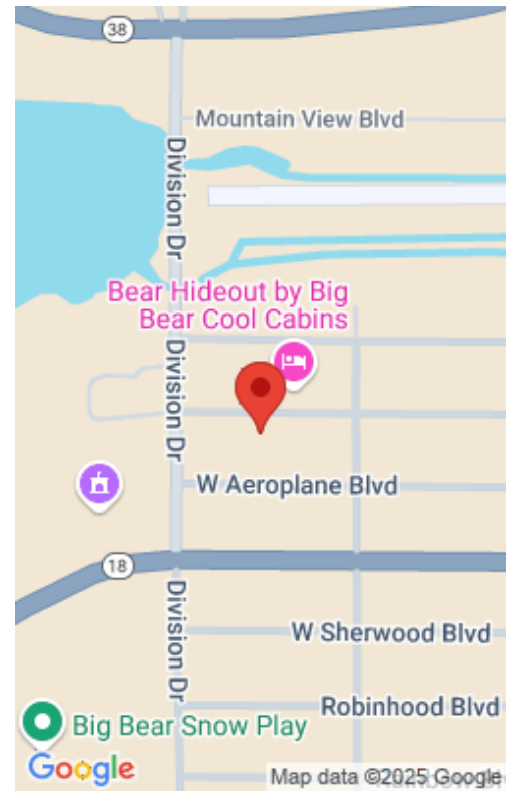 38
Mountain View Blvd
Division Dr
Bear Hideout by Big
Bear Cool Cabins
Division Dr
W Aeroplane Blvd
18
Division Dr
W Sherwood Blvd
Robinhood Blvd
Big Bear Snow Play
Google
Map data ©2025 Google